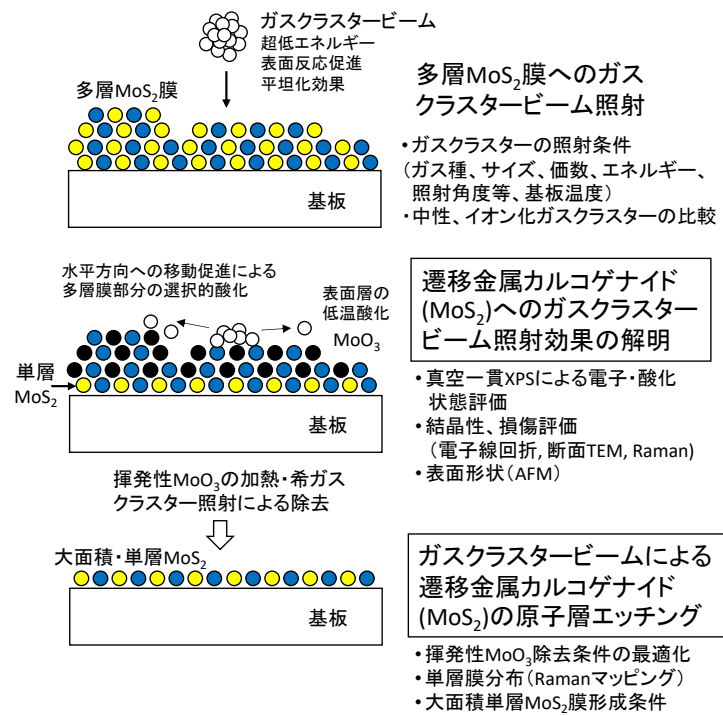 ガスクラスタービーム
超低エネルギー
表面反応促進
平坦化効果
多層MoS2膜
基板
多層MoS2膜へのガス
クラスタービーム照射
・ガスクラスターの照射条件
(ガス種、サイズ、価数、エネルギー、
照射角度等、基板温度)
・中性、イオン化ガスクラスターの比較
水平方向への移動促進による
多層膜部分の選択的酸化
表面層の
低温酸化
MoO3
単層
MoS2
基板
遷移金属カルコゲナイド
(MoS2)へのガスクラスター
ビーム照射効果の解明
・真空一貫XPSによる電子・酸化
状態評価
・結晶性、損傷評価
(電子線回折, 断面TEM, Raman)
・表面形状(AFM)
揮発性MoO3の加熱・希ガス
クラスター照射による除去
大面積・単層MoS2
基板
ガスクラスタービームによる
遷移金属カルコゲナイド
(MoS2)の原子層エッチング
・揮発性MoO3除去条件の最適化
・単層膜分布(Ramanマッピング)
・大面積単層MoS2膜形成条件